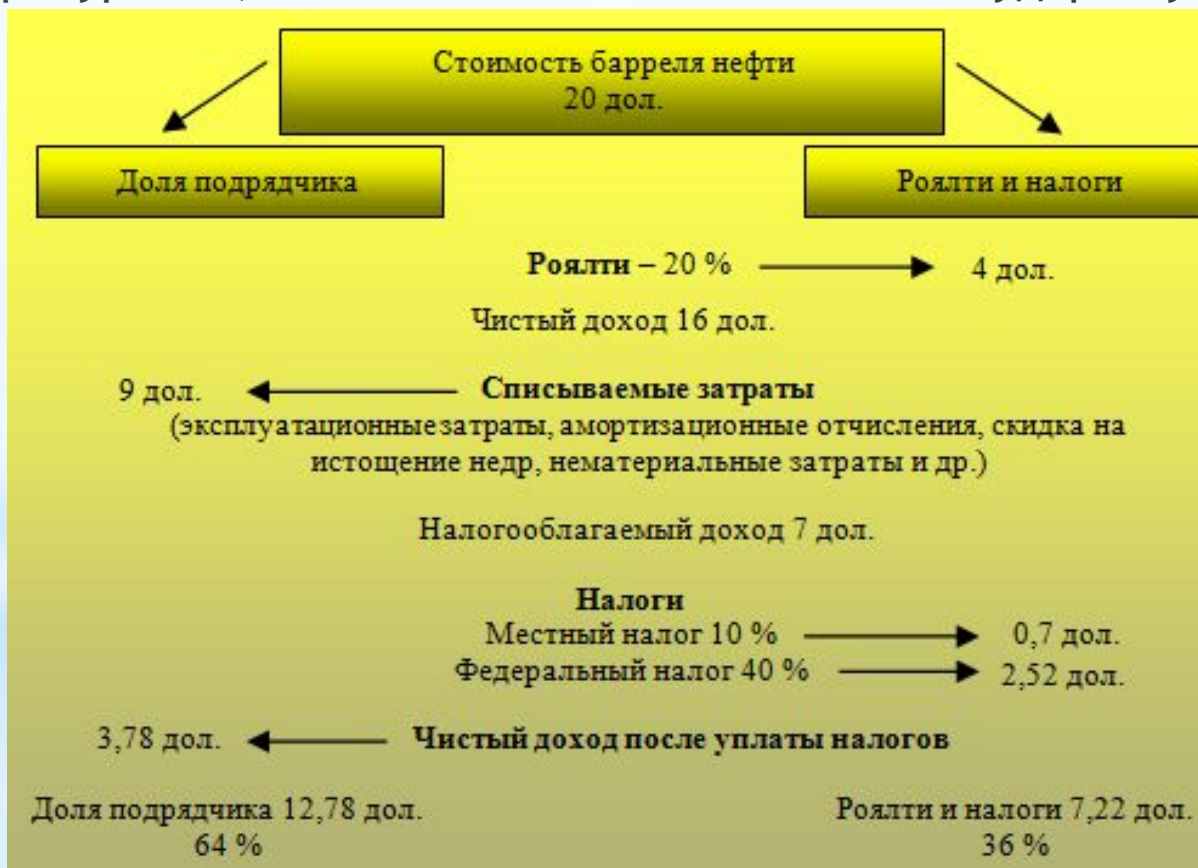 Стоимость барреля нефти
20 дол.
Доля подрядчика
Роялти и налоги
Роялти – 20 % 4 дол.
Чистый доход 16 дол.
9 дол. Списываемые затраты
(эксплуатационные затраты, амортизационные отчисления, скидка на
истощение недр, нематериальные затраты и др.)
Налогооблагаемый доход 7 дол.
Налоги
Местный налог 10 % 0,7 дол.
Федеральный налог 40 % 2,52 дол.
3,78 дол. Чистый доход после уплаты налогов
Доля подрядчика 12,78 дол.
64 %
Роялти и налоги 7,22 дол.
36 %